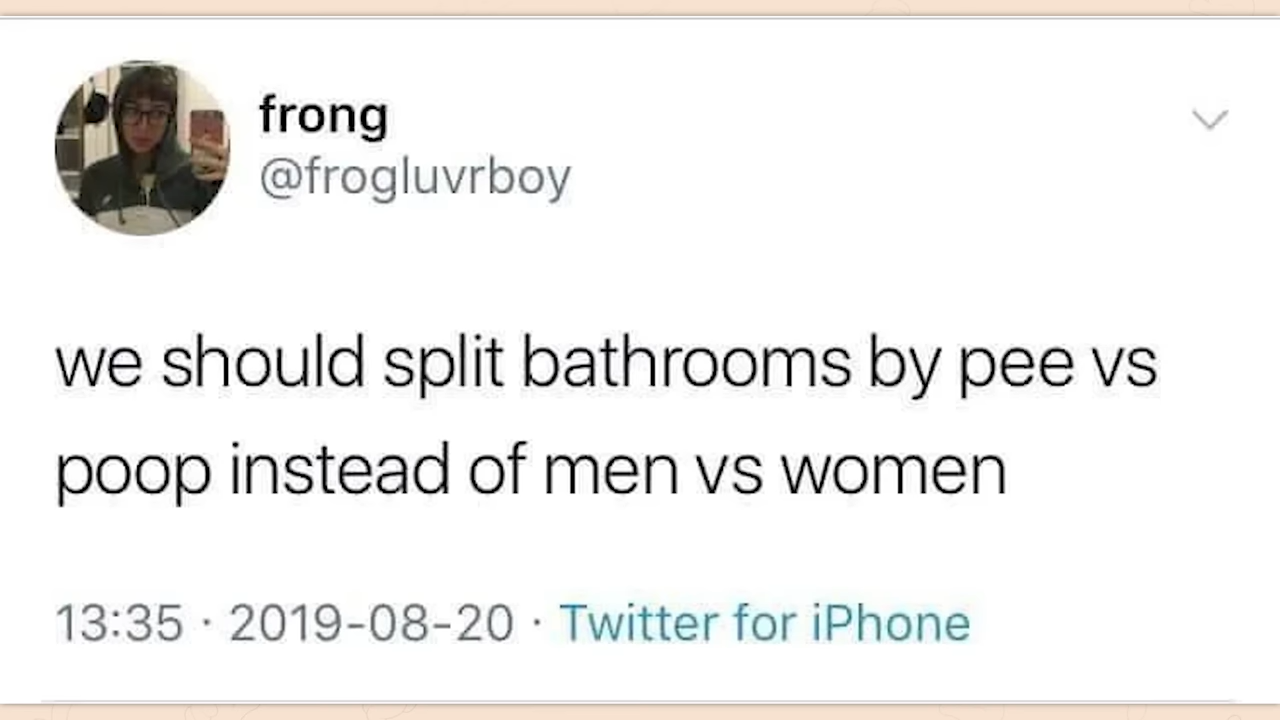 frong
@frogluvrboy
we should split bathrooms by pee vs
poop instead of men vs women
13:35 · 2019-08-20 · Twitter for iPhone